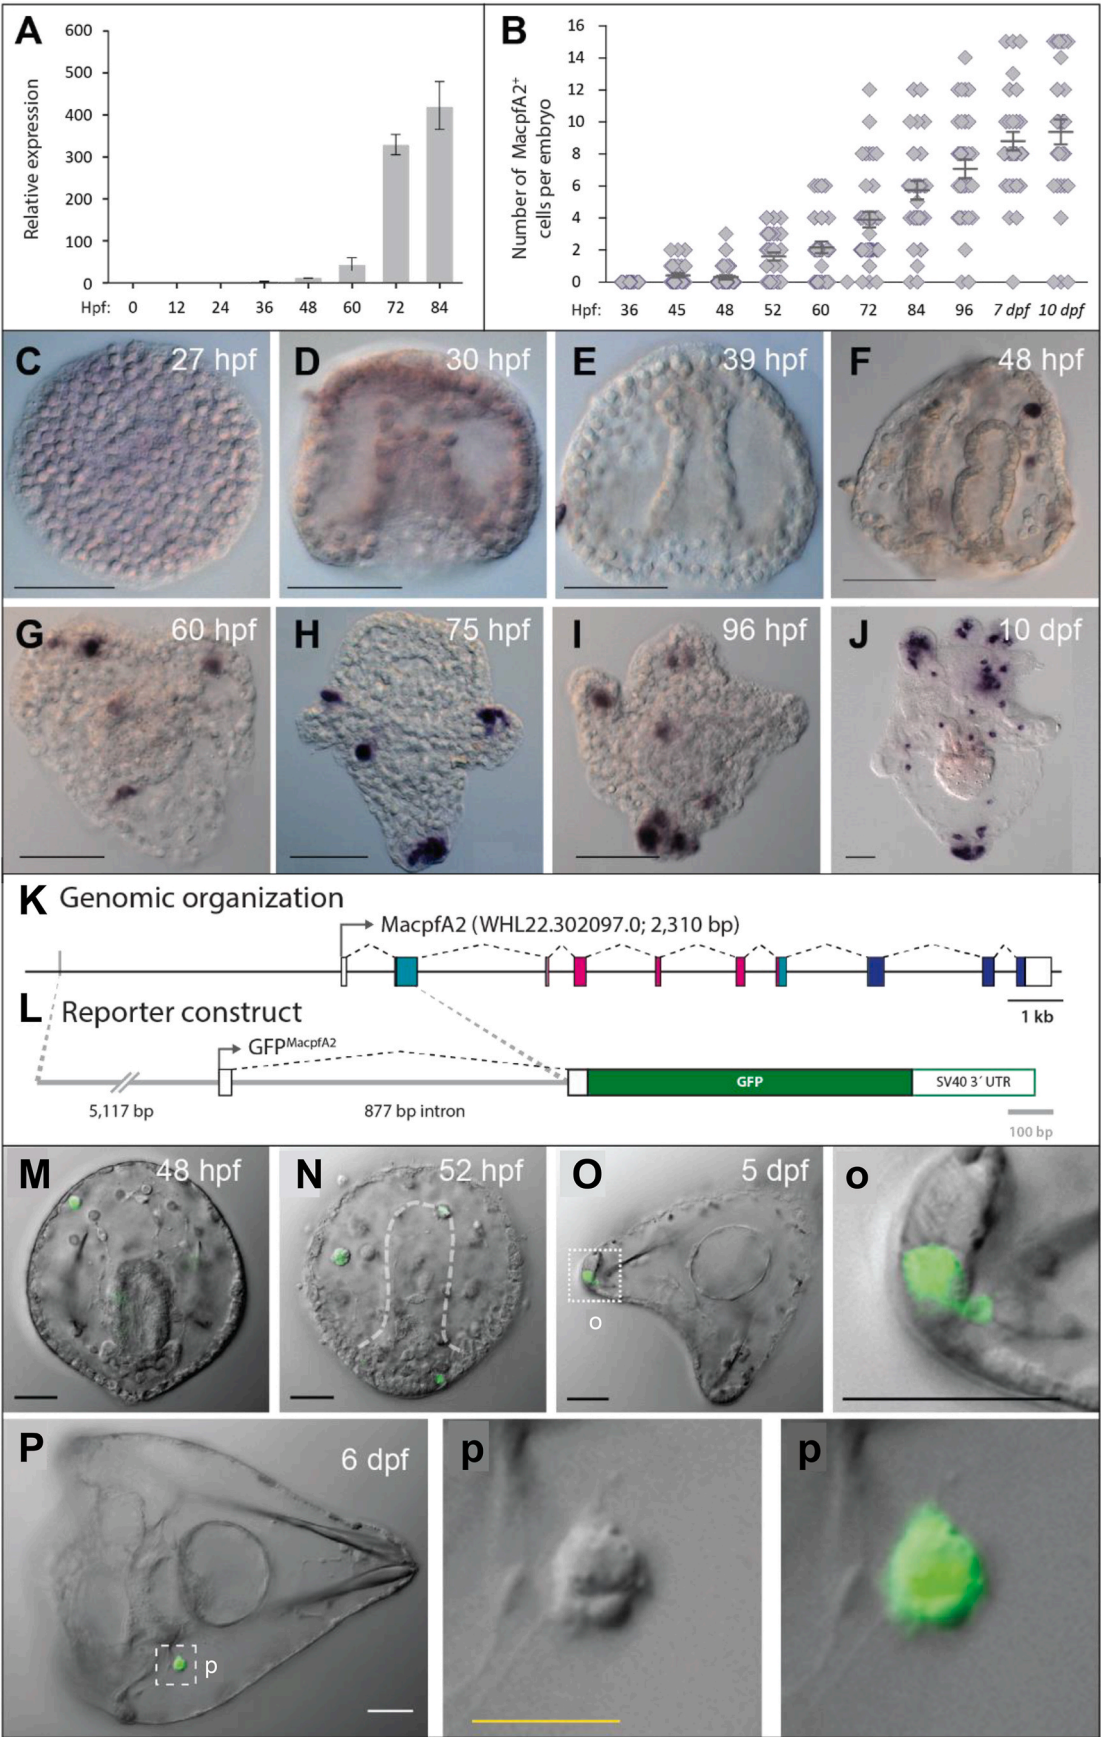 A
Relative expression
600
500
400
300
200
100
0
Hpf: 0 12 24 36 48 60 72 84
B
Number of MacpfA2+
cells per embryo
16
14
12
10
8
6
4
2
0
Hpf: 36 45 48 52 60 72 84 96 7 dpf 10 dpf
C 27 hpf
D 30 hpf
E 39 hpf
F 48 hpf
G 60 hpf
H 75 hpf
I 96 hpf
J 10 dpf
K Genomic organization
MacpfA2 (WHL22.302097.0; 2,310 bp)
1 kb
L Reporter construct
GFPMacpfA2
GFP
SV40 3´ UTR
5,117 bp
877 bp intron
100 bp
M 48 hpf
N 52 hpf
O 5 dpf
o
o
P 6 dpf
p
p
p